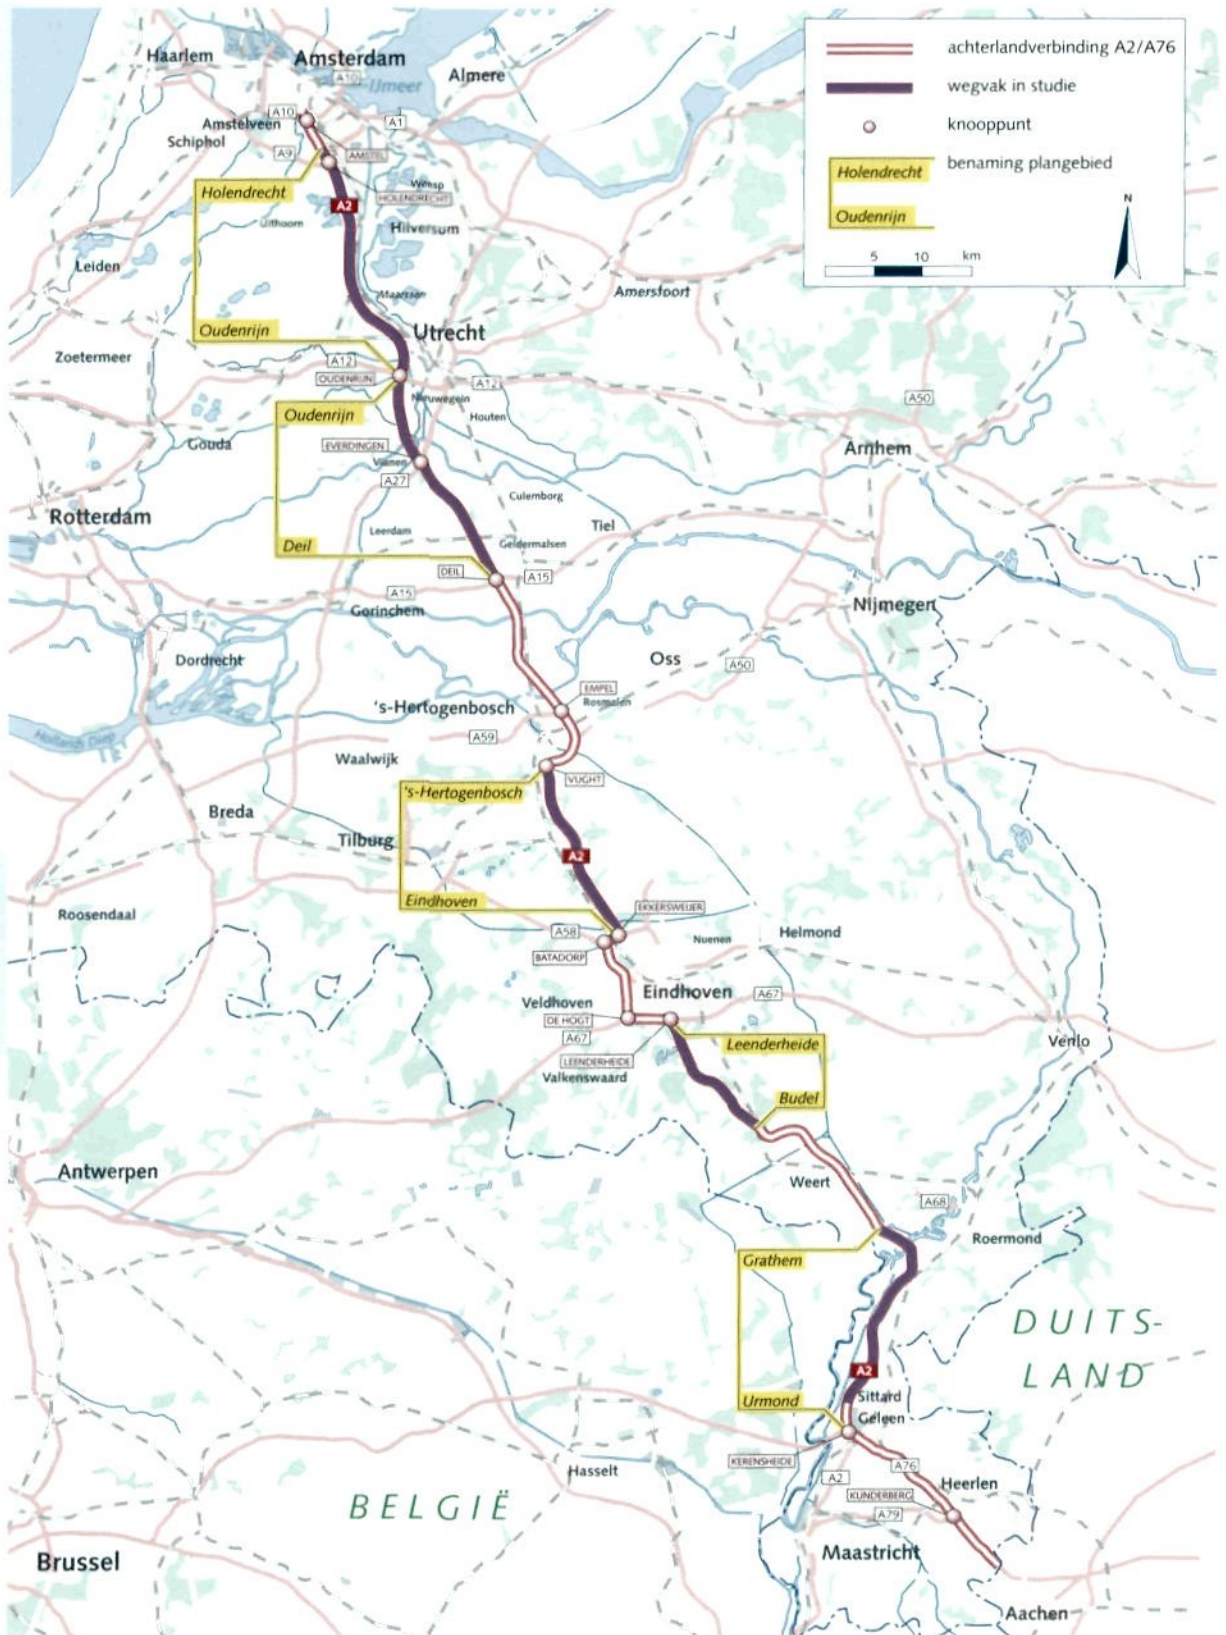 achterlandverbinding A2/A76
wegvak in studie
knooppunt
Holendrecht
benaming plangebied
Oudenrijn
N
5 10 km
Haarlem
Amsterdam
A10
IJmeer
Almere
A10
A1
Amstelveen
Schiphol
A9
AMSTEL
Weesp
HOLENDRECHT
Holendrecht
A2
Uithoorn
Hilversum
Leiden
Maarssen
Amersfoort
Oudenrijn
Utrecht
Zoetermeer
A12
OUDENRIJN
A12
Nieuwegein
A50
Oudenrijn
Houten
Gouda
EVERDINGEN
Vianen
Arnhem
A27
Culemborg
Rotterdam
Leerdam
Tiel
Deil
Geldermalsen
DEIL
A15
A15
Gorinchem
Nijmegen
Dordrecht
Oss
A50
EMPEL
Rosmalen
's-Hertogenbosch
Hollands Diep
A59
Waalwijk
VUGHT
's-Hertogenbosch
Breda
Tilburg
A2
Eindhoven
EKKERSWEIJER
Roosendaal
A58
Nuenen
Helmond
BATADORP
Eindhoven
A67
Veldhoven
DE HOGT
A67
Leenderheide
Venlo
LEENDERHEIDE
Valkenswaard
Budel
Antwerpen
Weert
A68
Roermond
Grathem
DUITS-
LAND
A2
Sittard
Urmond
Geleen
KERENSHEIDE
A76
Hasselt
A2
Heerlen
KUNDERBERG
BELGIË
A79
Maastricht
Brussel
Aachen